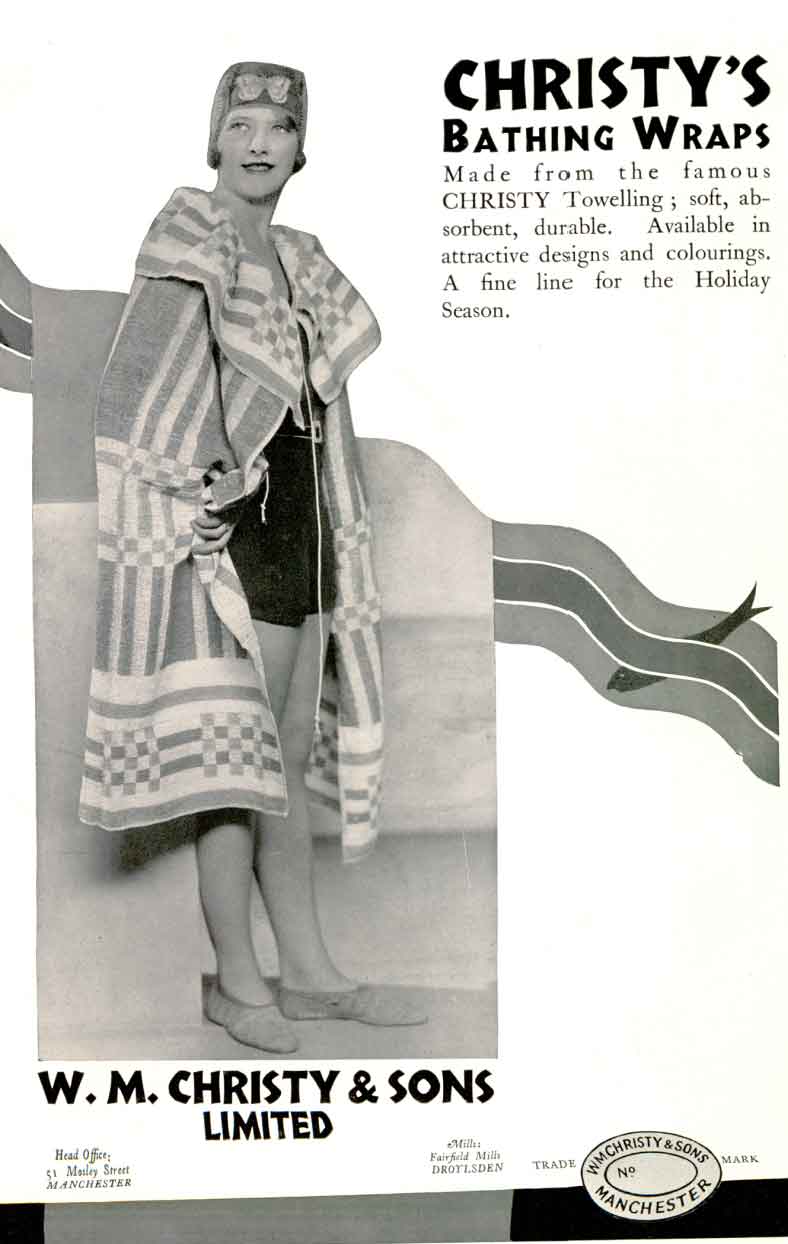 CHRISTY'S
BATHING WRAPS
Made from the famous
CHRISTY Towelling ; soft, ab-
sorbent, durable. Available in
attractive designs and colourings.
A fine line for the Holiday
Season.
W. M. CHRISTY & SONS
LIMITED
Head Office:
51 Mosley Street
MANCHESTER
Mills:
Fairfield Mills
DROYLSDEN
TRADE
WM CHRISTY & SONS
No
MANCHESTER
MARK